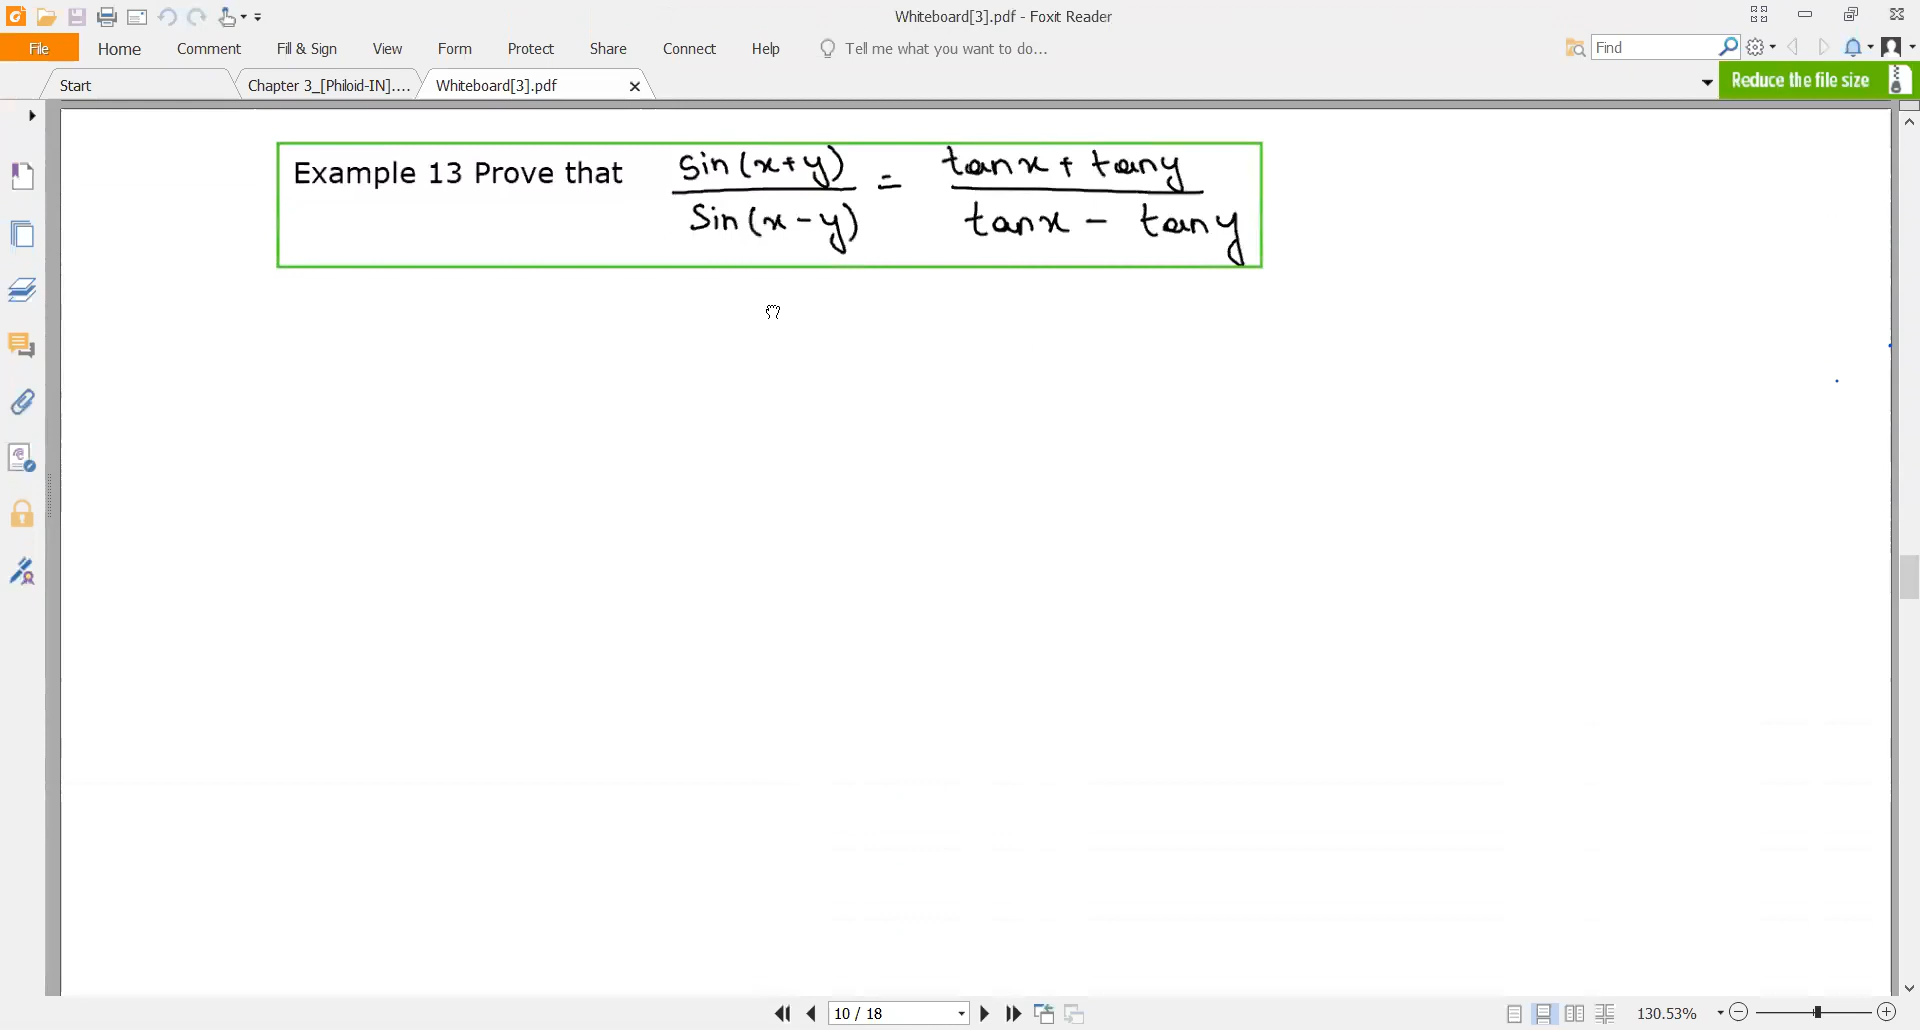 Whiteboard[3].pdf - Foxit Reader
File Home Comment Fill & Sign View Form Protect Share Connect Help Tell me what you want to do... Find
Start Chapter 3_[Philoid-IN].... Whiteboard[3].pdf Reduce the file size
Example 13 Prove that sin(x+y) / sin(x-y) = tanx + tany / tanx - tany
10 / 18 130.53%